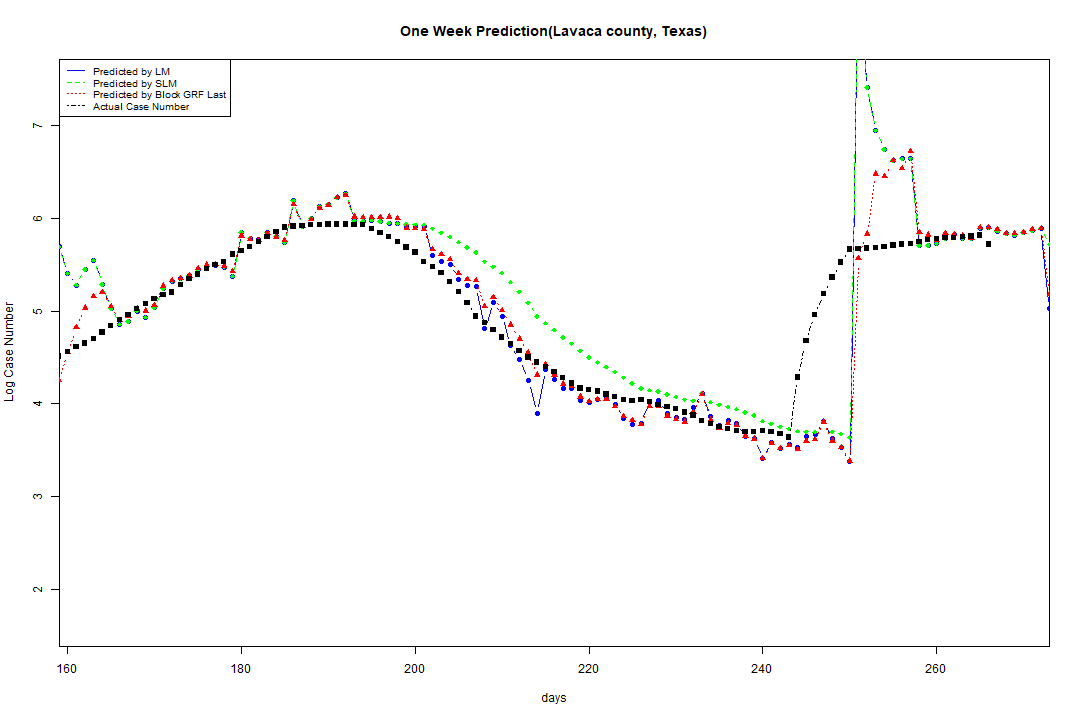 One Week Prediction(Lavaca county, Texas)
Predicted by LM
Predicted by SLM
Predicted by Block GRF Last
Actual Case Number
7
6
5
4
3
2
Log Case Number
160 180 200 220 240 260
days